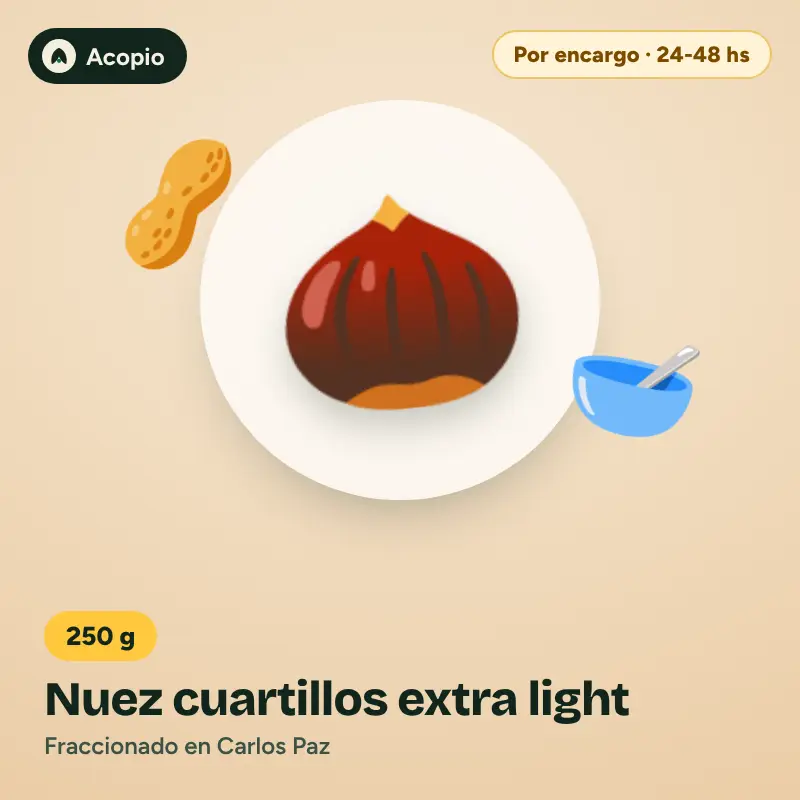 Acopio
Por encargo · 24-48 hs
250 g
Nuez cuartillos extra light
Fraccionado en Carlos Paz